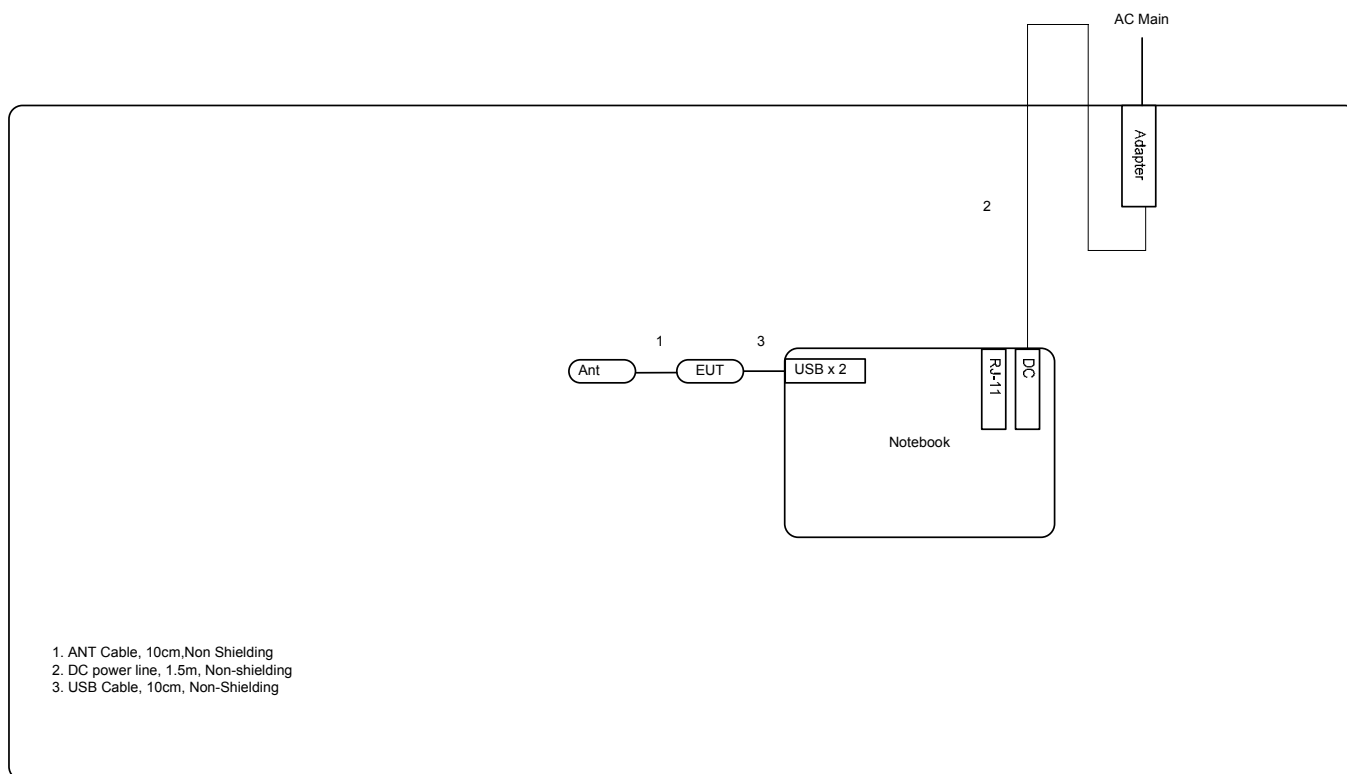 AC Main
Adapter
2
1
3
Ant
EUT
USB x 2
RJ-11
DC
Notebook
1. ANT Cable, 10cm,Non Shielding
2. DC power line, 1.5m, Non-shielding
3. USB Cable, 10cm, Non-Shielding